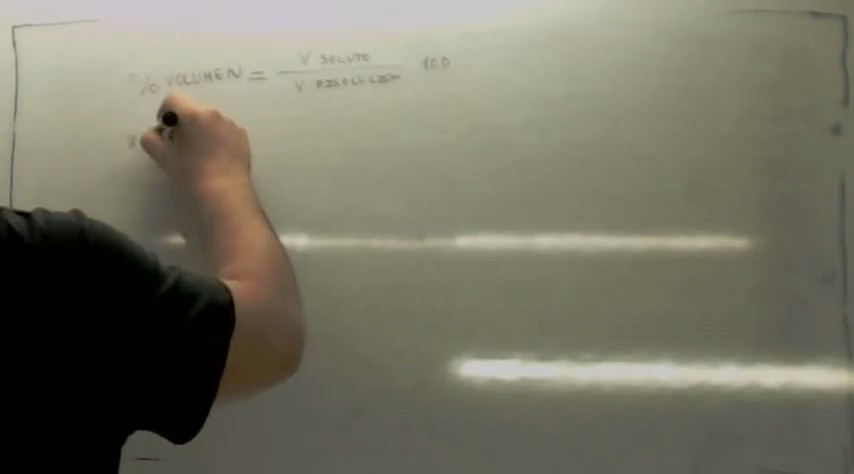 % VOLUMEN = V SOLUTO / V DISOLUCIÓN 100